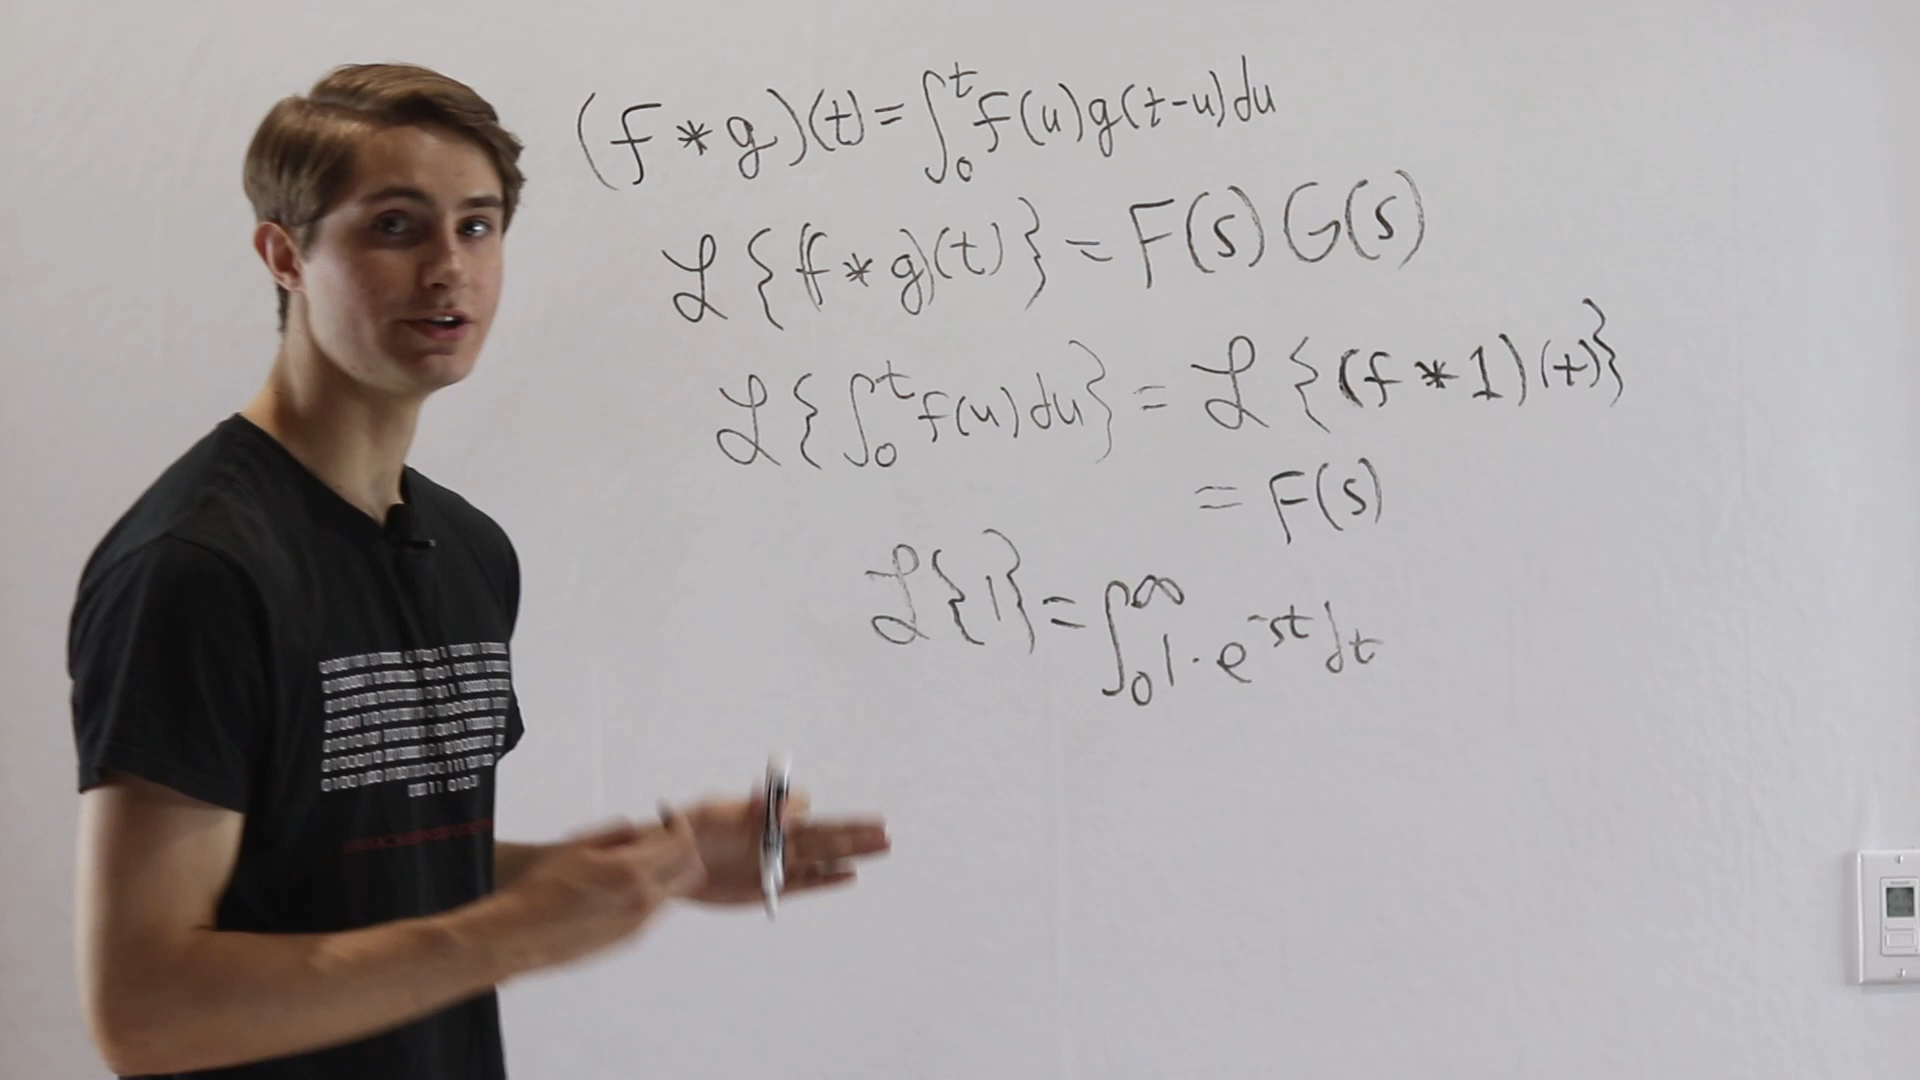 (f * g)(t) = ∫₀ᵗ f(u)g(t-u)du
ℒ{(f * g)(t)} = F(s) G(s)
ℒ{∫₀ᵗ f(u) du} = ℒ{(f * 1)(t)}
= F(s)
ℒ{1} = ∫₀^∞ 1 · e^{-st} dt